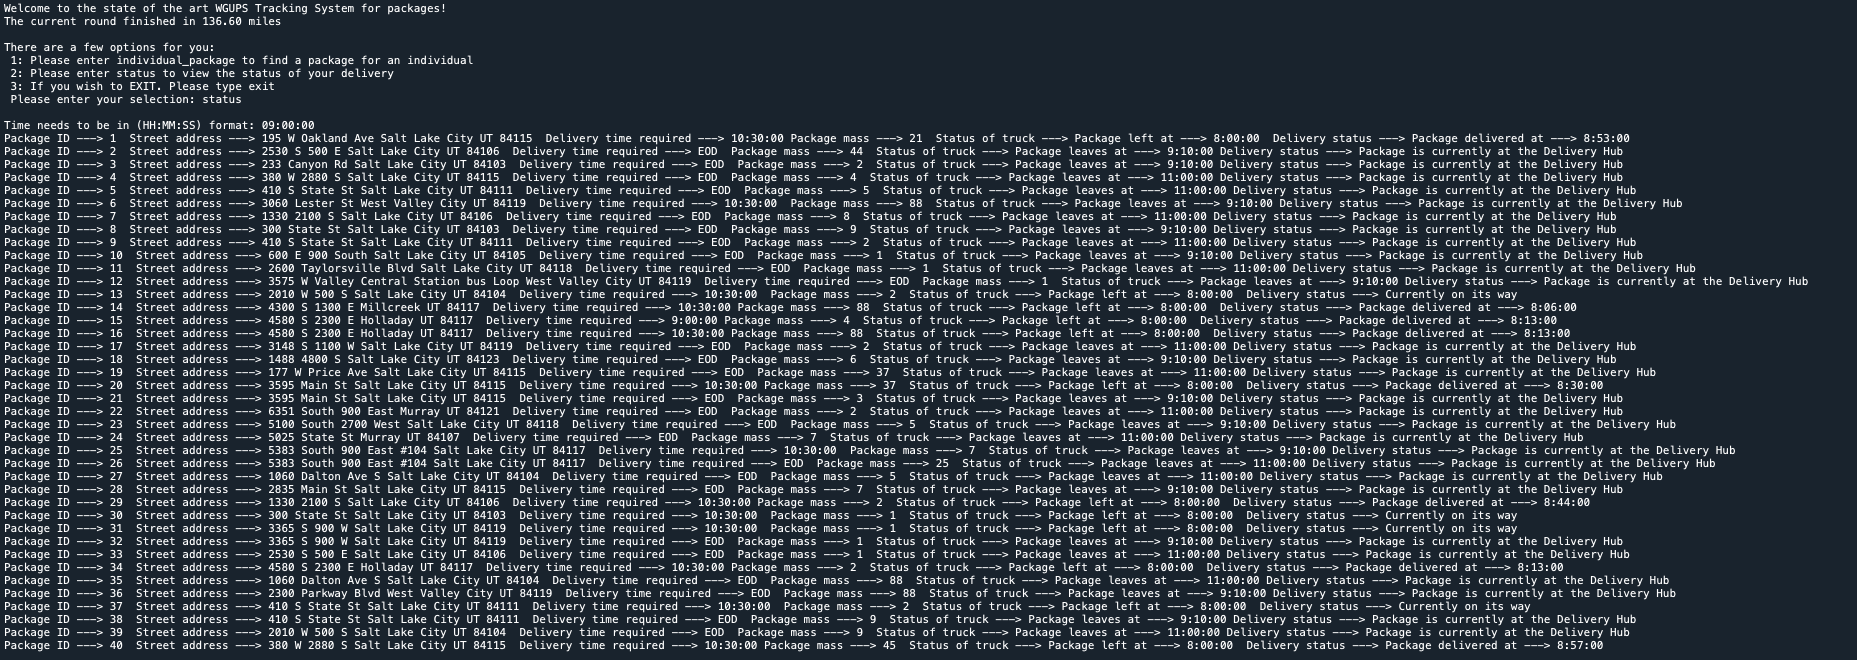 Welcome to the state of the art WGUPS Tracking System for packages!
The current round finished in 136.60 miles
There are a few options for you:
1: Please enter individual_package to find a package for an individual
2: Please enter status to view the status of your delivery
3: If you wish to EXIT. Please type exit
Please enter your selection: status
Time needs to be in (HH:MM:SS) format: 09:00:00
Package ID ---> 1  Street address ---> 195 W Oakland Ave Salt Lake City UT 84115  Delivery time required ---> 10:30:00 Package mass ---> 21  Status of truck ---> Package left at ---> 8:00:00  Delivery status ---> Package delivered at ---> 8:53:00
Package ID ---> 2  Street address ---> 2530 S 500 E Salt Lake City UT 84106  Delivery time required ---> EOD  Package mass ---> 44  Status of truck ---> Package leaves at ---> 9:10:00 Delivery status ---> Package is currently at the Delivery Hub
Package ID ---> 3  Street address ---> 233 Canyon Rd Salt Lake City UT 84103  Delivery time required ---> EOD  Package mass ---> 2  Status of truck ---> Package leaves at ---> 9:10:00 Delivery status ---> Package is currently at the Delivery Hub
Package ID ---> 4  Street address ---> 380 W 2880 S Salt Lake City UT 84115  Delivery time required ---> EOD  Package mass ---> 4  Status of truck ---> Package leaves at ---> 11:00:00 Delivery status ---> Package is currently at the Delivery Hub
Package ID ---> 5  Street address ---> 410 S State St Salt Lake City UT 84111  Delivery time required ---> EOD  Package mass ---> 5  Status of truck ---> Package leaves at ---> 11:00:00 Delivery status ---> Package is currently at the Delivery Hub
Package ID ---> 6  Street address ---> 3060 Lester St West Valley City UT 84119  Delivery time required ---> 10:30:00  Package mass ---> 88  Status of truck ---> Package leaves at ---> 9:10:00 Delivery status ---> Package is currently at the Delivery Hub
Package ID ---> 7  Street address ---> 1330 2100 S Salt Lake City UT 84106  Delivery time required ---> EOD  Package mass ---> 8  Status of truck ---> Package leaves at ---> 11:00:00 Delivery status ---> Package is currently at the Delivery Hub
Package ID ---> 8  Street address ---> 300 State St Salt Lake City UT 84103  Delivery time required ---> EOD  Package mass ---> 9  Status of truck ---> Package leaves at ---> 9:10:00 Delivery status ---> Package is currently at the Delivery Hub
Package ID ---> 9  Street address ---> 410 S State St Salt Lake City UT 84111  Delivery time required ---> EOD  Package mass ---> 2  Status of truck ---> Package leaves at ---> 11:00:00 Delivery status ---> Package is currently at the Delivery Hub
Package ID ---> 10  Street address ---> 600 E 900 South Salt Lake City UT 84105  Delivery time required ---> EOD  Package mass ---> 1  Status of truck ---> Package leaves at ---> 9:10:00 Delivery status ---> Package is currently at the Delivery Hub
Package ID ---> 11  Street address ---> 2600 Taylorsville Blvd Salt Lake City UT 84118  Delivery time required ---> EOD  Package mass ---> 1  Status of truck ---> Package leaves at ---> 11:00:00 Delivery status ---> Package is currently at the Delivery Hub
Package ID ---> 12  Street address ---> 3575 W Valley Central Station bus Loop West Valley City UT 84119  Delivery time required ---> EOD  Package mass ---> 1  Status of truck ---> Package leaves at ---> 9:10:00 Delivery status ---> Package is currently at the Delivery Hub
Package ID ---> 13  Street address ---> 2010 W 500 S Salt Lake City UT 84104  Delivery time required ---> 10:30:00  Package mass ---> 2  Status of truck ---> Package left at ---> 8:00:00  Delivery status ---> Currently on its way
Package ID ---> 14  Street address ---> 4300 S 1300 E Millcreek UT 84117  Delivery time required ---> 10:30:00 Package mass ---> 88  Status of truck ---> Package left at ---> 8:00:00  Delivery status ---> Package delivered at ---> 8:06:00
Package ID ---> 15  Street address ---> 4580 S 2300 E Holladay UT 84117  Delivery time required ---> 9:00:00 Package mass ---> 4  Status of truck ---> Package left at ---> 8:00:00  Delivery status ---> Package delivered at ---> 8:13:00
Package ID ---> 16  Street address ---> 4580 S 2300 E Holladay UT 84117  Delivery time required ---> 10:30:00 Package mass ---> 88  Status of truck ---> Package left at ---> 8:00:00  Delivery status ---> Package delivered at ---> 8:13:00
Package ID ---> 17  Street address ---> 3148 S 1100 W Salt Lake City UT 84119  Delivery time required ---> EOD  Package mass ---> 2  Status of truck ---> Package leaves at ---> 11:00:00 Delivery status ---> Package is currently at the Delivery Hub
Package ID ---> 18  Street address ---> 1488 4800 S Salt Lake City UT 84123  Delivery time required ---> EOD  Package mass ---> 6  Status of truck ---> Package leaves at ---> 9:10:00 Delivery status ---> Package is currently at the Delivery Hub
Package ID ---> 19  Street address ---> 177 W Price Ave Salt Lake City UT 84115  Delivery time required ---> EOD  Package mass ---> 37  Status of truck ---> Package leaves at ---> 11:00:00 Delivery status ---> Package is currently at the Delivery Hub
Package ID ---> 20  Street address ---> 3595 Main St Salt Lake City UT 84115  Delivery time required ---> 10:30:00 Package mass ---> 37  Status of truck ---> Package left at ---> 8:00:00  Delivery status ---> Package delivered at ---> 8:30:00
Package ID ---> 21  Street address ---> 3595 Main St Salt Lake City UT 84115  Delivery time required ---> EOD  Package mass ---> 3  Status of truck ---> Package leaves at ---> 9:10:00 Delivery status ---> Package is currently at the Delivery Hub
Package ID ---> 22  Street address ---> 6351 South 900 East Murray UT 84121  Delivery time required ---> EOD  Package mass ---> 2  Status of truck ---> Package leaves at ---> 11:00:00 Delivery status ---> Package is currently at the Delivery Hub
Package ID ---> 23  Street address ---> 5100 South 2700 West Salt Lake City UT 84118  Delivery time required ---> EOD  Package mass ---> 5  Status of truck ---> Package leaves at ---> 9:10:00 Delivery status ---> Package is currently at the Delivery Hub
Package ID ---> 24  Street address ---> 5025 State St Murray UT 84107  Delivery time required ---> EOD  Package mass ---> 7  Status of truck ---> Package leaves at ---> 11:00:00 Delivery status ---> Package is currently at the Delivery Hub
Package ID ---> 25  Street address ---> 5383 South 900 East #104 Salt Lake City UT 84117  Delivery time required ---> 10:30:00  Package mass ---> 7  Status of truck ---> Package leaves at ---> 9:10:00 Delivery status ---> Package is currently at the Delivery Hub
Package ID ---> 26  Street address ---> 5383 South 900 East #104 Salt Lake City UT 84117  Delivery time required ---> EOD  Package mass ---> 25  Status of truck ---> Package leaves at ---> 11:00:00 Delivery status ---> Package is currently at the Delivery Hub
Package ID ---> 27  Street address ---> 1060 Dalton Ave S Salt Lake City UT 84104  Delivery time required ---> EOD  Package mass ---> 5  Status of truck ---> Package leaves at ---> 11:00:00 Delivery status ---> Package is currently at the Delivery Hub
Package ID ---> 28  Street address ---> 2835 Main St Salt Lake City UT 84115  Delivery time required ---> EOD  Package mass ---> 7  Status of truck ---> Package leaves at ---> 9:10:00 Delivery status ---> Package is currently at the Delivery Hub
Package ID ---> 29  Street address ---> 1330 2100 S Salt Lake City UT 84106  Delivery time required ---> 10:30:00 Package mass ---> 2  Status of truck ---> Package left at ---> 8:00:00  Delivery status ---> Package delivered at ---> 8:44:00
Package ID ---> 30  Street address ---> 300 State St Salt Lake City UT 84103  Delivery time required ---> 10:30:00  Package mass ---> 1  Status of truck ---> Package left at ---> 8:00:00  Delivery status ---> Currently on its way
Package ID ---> 31  Street address ---> 3365 S 900 W Salt Lake City UT 84119  Delivery time required ---> 10:30:00  Package mass ---> 1  Status of truck ---> Package left at ---> 8:00:00  Delivery status ---> Currently on its way
Package ID ---> 32  Street address ---> 3365 S 900 W Salt Lake City UT 84119  Delivery time required ---> EOD  Package mass ---> 1  Status of truck ---> Package leaves at ---> 9:10:00 Delivery status ---> Package is currently at the Delivery Hub
Package ID ---> 33  Street address ---> 2530 S 500 E Salt Lake City UT 84106  Delivery time required ---> EOD  Package mass ---> 1  Status of truck ---> Package leaves at ---> 11:00:00 Delivery status ---> Package is currently at the Delivery Hub
Package ID ---> 34  Street address ---> 4580 S 2300 E Holladay UT 84117  Delivery time required ---> 10:30:00 Package mass ---> 2  Status of truck ---> Package left at ---> 8:00:00  Delivery status ---> Package delivered at ---> 8:13:00
Package ID ---> 35  Street address ---> 1060 Dalton Ave S Salt Lake City UT 84104  Delivery time required ---> EOD  Package mass ---> 88  Status of truck ---> Package leaves at ---> 11:00:00 Delivery status ---> Package is currently at the Delivery Hub
Package ID ---> 36  Street address ---> 2300 Parkway Blvd West Valley City UT 84119  Delivery time required ---> EOD  Package mass ---> 88  Status of truck ---> Package leaves at ---> 9:10:00 Delivery status ---> Package is currently at the Delivery Hub
Package ID ---> 37  Street address ---> 410 S State St Salt Lake City UT 84111  Delivery time required ---> 10:30:00  Package mass ---> 2  Status of truck ---> Package left at ---> 8:00:00  Delivery status ---> Currently on its way
Package ID ---> 38  Street address ---> 410 S State St Salt Lake City UT 84111  Delivery time required ---> EOD  Package mass ---> 9  Status of truck ---> Package leaves at ---> 9:10:00 Delivery status ---> Package is currently at the Delivery Hub
Package ID ---> 39  Street address ---> 2010 W 500 S Salt Lake City UT 84104  Delivery time required ---> EOD  Package mass ---> 9  Status of truck ---> Package leaves at ---> 11:00:00 Delivery status ---> Package is currently at the Delivery Hub
Package ID ---> 40  Street address ---> 380 W 2880 S Salt Lake City UT 84115  Delivery time required ---> 10:30:00 Package mass ---> 45  Status of truck ---> Package left at ---> 8:00:00  Delivery status ---> Package delivered at ---> 8:57:00